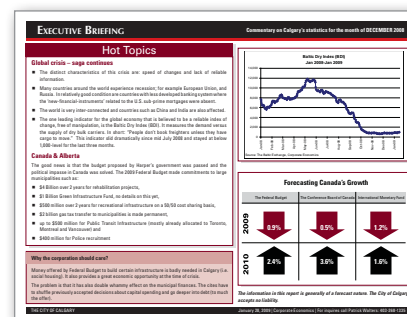 EXECUTIVE BRIEFING
Commentary on Calgary's statistics for the month of DECEMBER 2008
Hot Topics
Global crisis – saga continues
The distinct characteristics of this crisis are: speed of changes and lack of reliable
information.
Many countries around the world experience recession; for example European Union, and
Russia. In relatively good condition are countries with less developed banking system where
the 'new-financial-instruments' related to the U.S. sub-prime mortgages were absent.
The world is very inter-connected and countries such as China and India are also affected.
The one leading indicator for the global economy that is believed to be a reliable index of
change, free of manipulation, is the Baltic Dry Index (BDI). It measures the demand versus
the supply of dry-bulk carriers. In short: "People don't book freighters unless they have
cargo to move." This indicator fell dramatically since mid July 2008 and stayed at below
1,000-level for the last three months.
Canada & Alberta
The good news is that the budget proposed by Harper's government was passed and the
political impasse in Canada was solved. The 2009 Federal Budget made commitments to large
municipalities such as:
$4 Billion over 2 years for rehabilitation projects,
$1 Billion Green Infrastructure Fund, no details on this yet,
$500 million over 2 years for recreational infrastructure on a 50/50 cost sharing basis,
$2 billion gas tax transfer to municipalities is made permanent,
up to $500 million for Public Transit Infrastructure (mostly already allocated to Toronto,
Montreal and Vancouver) and
$400 million for Police recruitment
Why the corporation should care?
Money offered by Federal Budget to build certain infrastructure is badly needed in Calgary (i.e.
social housing). It also provides a great economic opportunity at the time of crisis.
The problem is that it has also double whammy effect on the municipal finances. The cities have
to shuffle previously accepted decisions about capital spending and go deeper into debt (to much
the effort).
Baltic Dry Index (BDI)
Jan 2008-Jan 2009
Source: The Baltic Exchange, Corporate Economics
Forecasting Canada's Growth
The Federal Budget
The Conference Board of Canada
International Monetary Fund
2009
0.9%
0.5%
1.2%
2010
2.4%
3.6%
1.6%
The information in this report is generally of a forecast nature. The City of Calgary
accepts no liability.
THE CITY OF CALGARY
January 28, 2009 | Corporate Economics | For inquires call Patrick Walters: